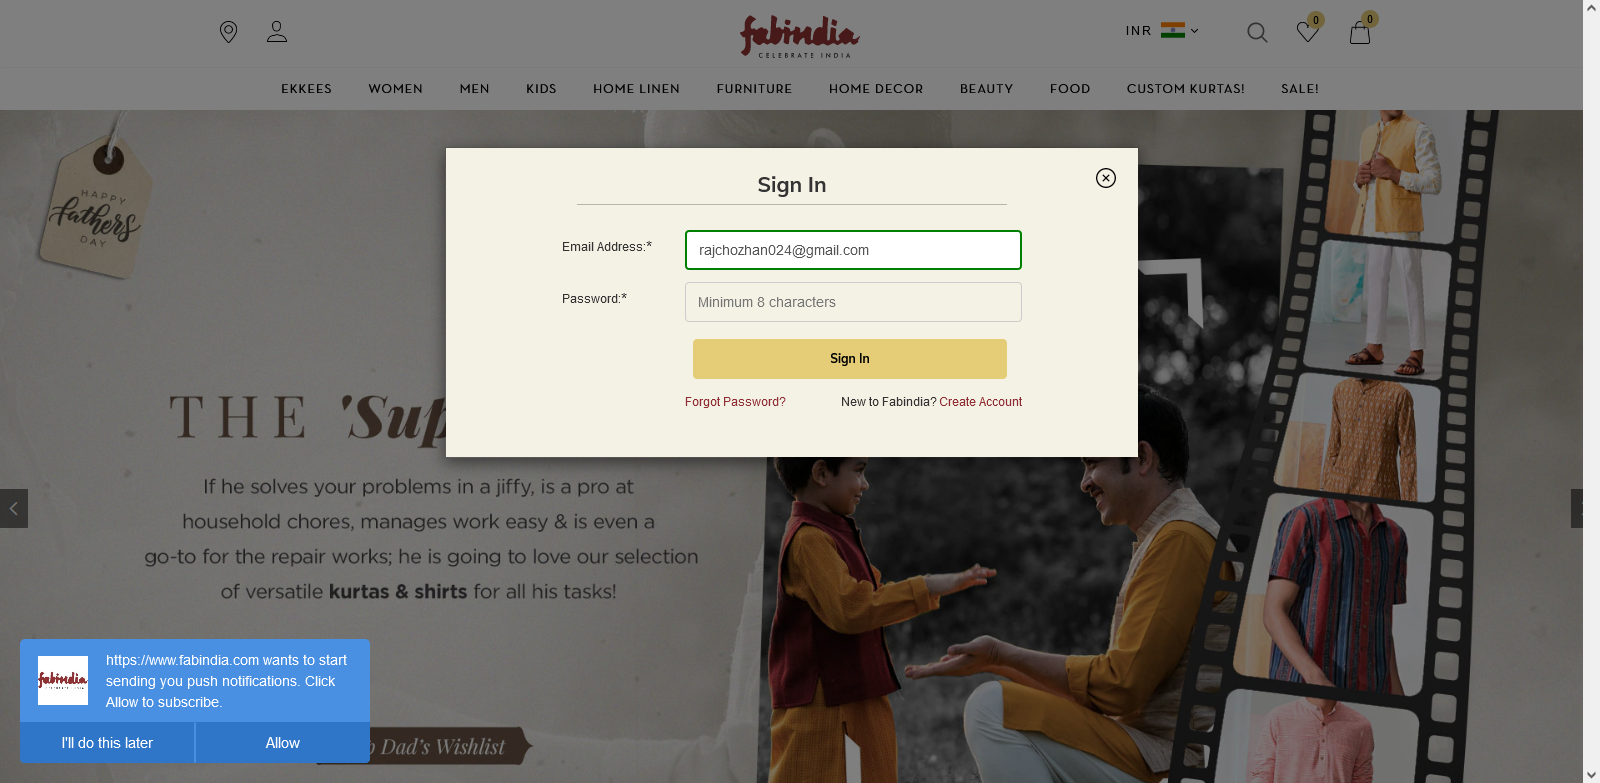 fabindia
CELEBRATE INDIA
INR
0
0
EKKEES WOMEN MEN KIDS HOME LINEN FURNITURE HOME DECOR BEAUTY FOOD CUSTOM KURTAS! SALE!
HAPPY
Fathers
DAY
Sign In
Email Address:*
rajchozhan024@gmail.com
Password:*
Minimum 8 characters
Sign In
Forgot Password?
New to Fabindia? Create Account
THE 'Sup
If he solves your problems in a jiffy, is a pro at
household chores, manages work easy & is even a
go-to for the repair works; he is going to love our selection
of versatile kurtas & shirts for all his tasks!
Dad's Wishlist
fabindia
CELEBRATE INDIA
https://www.fabindia.com wants to start
sending you push notifications. Click
Allow to subscribe.
I'll do this later
Allow